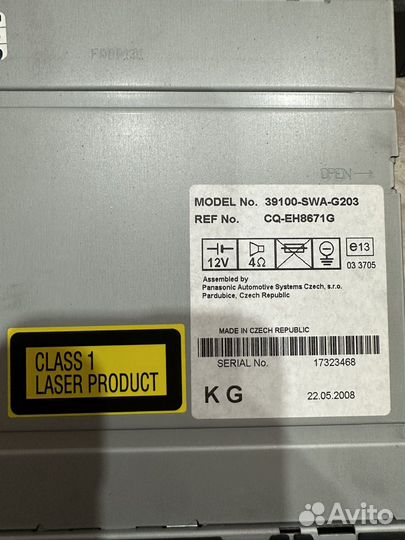 OPEN
MODEL No. 39100-SWA-G203
REF No. CQ-EH8671G
12V 4Ω e13
03 3705
Assembled by
Panasonic Automotive Systems Czech, s.r.o.
Pardubice, Czech Republic
MADE IN CZECH REPUBLIC
SERIAL No. 17323468
KG 22.05.2008
CLASS 1
LASER PRODUCT
Avito